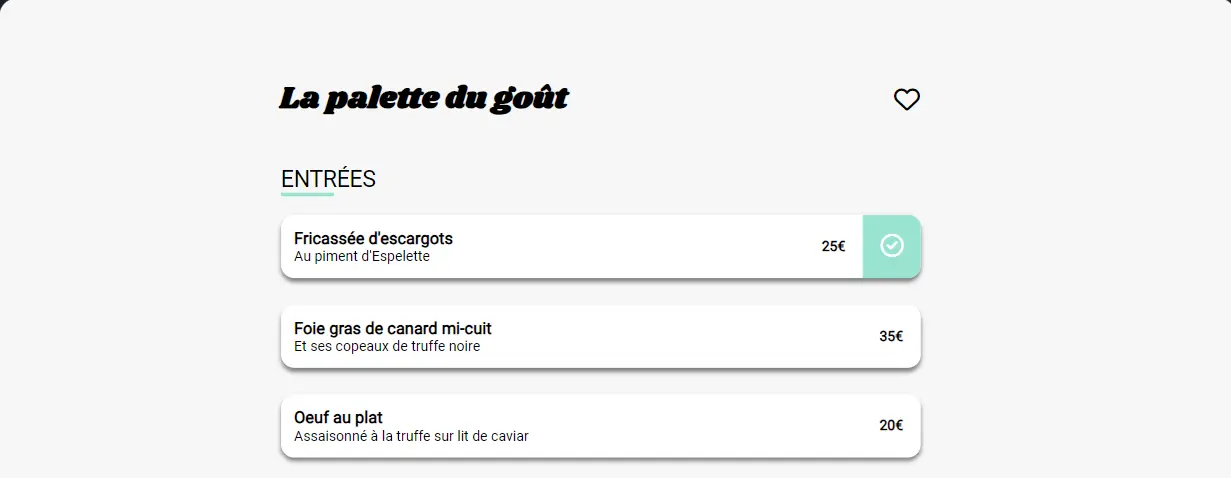 La palette du goût
ENTRÉES
Fricassée d'escargots
Au piment d'Espelette
25€
Foie gras de canard mi-cuit
Et ses copeaux de truffe noire
35€
Oeuf au plat
Assaisonné à la truffe sur lit de caviar
20€